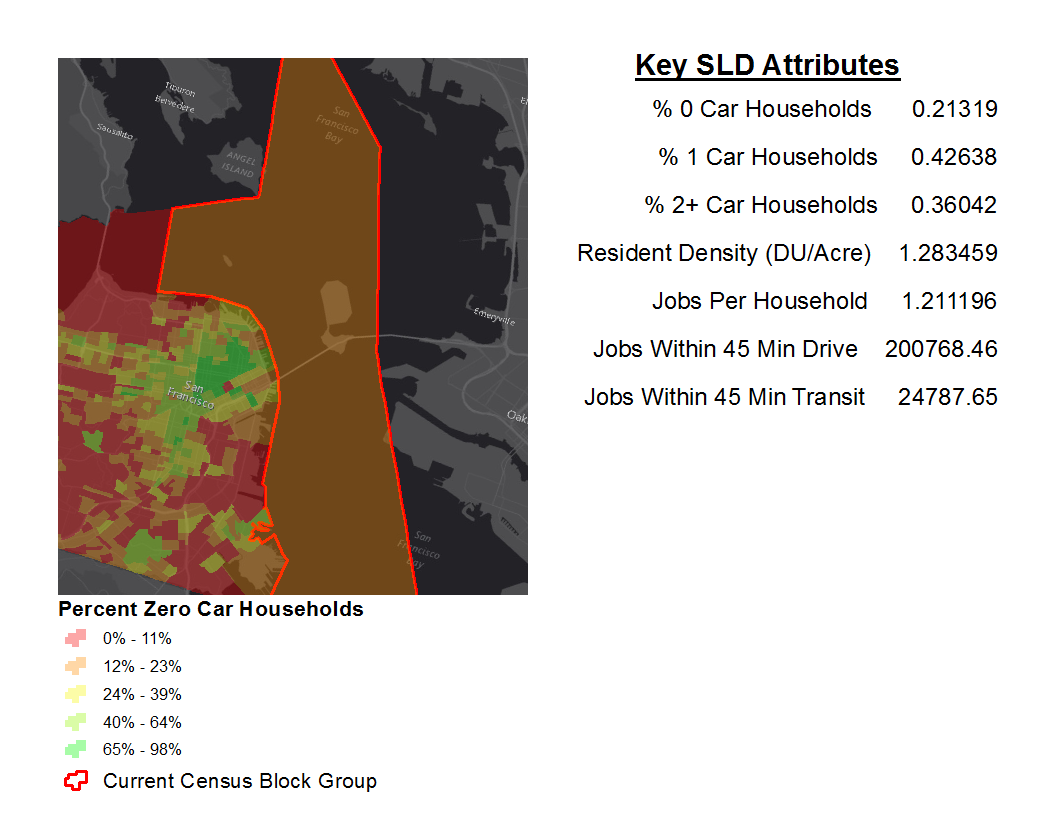 Key SLD Attributes
% 0 Car Households 0.21319
% 1 Car Households 0.42638
% 2+ Car Households 0.36042
Resident Density (DU/Acre) 1.283459
Jobs Per Household 1.211196
Jobs Within 45 Min Drive 200768.46
Jobs Within 45 Min Transit 24787.65
Tiburon
Belvedere
Sausalito
San
Francisco
Bay
ANGEL
ISLAND
Emeryville
San
Francisco
Oak
San
Francisco
Bay
Percent Zero Car Households
0% - 11%
12% - 23%
24% - 39%
40% - 64%
65% - 98%
Current Census Block Group